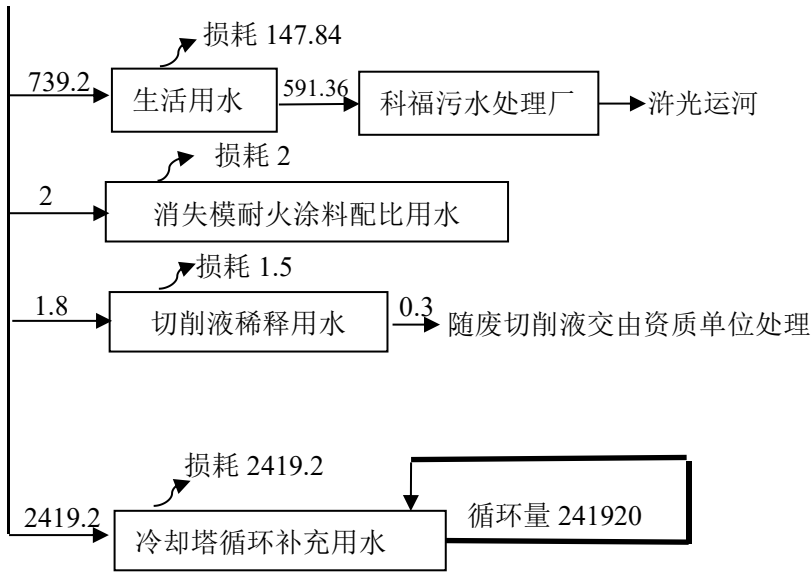 损耗 147.84
739.2
生活用水
591.36
科福污水处理厂
浒光运河
损耗 2
2
消失模耐火涂料配比用水
损耗 1.5
1.8
切削液稀释用水
0.3
随废切削液交由资质单位处理
损耗 2419.2
2419.2
冷却塔循环补充用水
循环量 241920